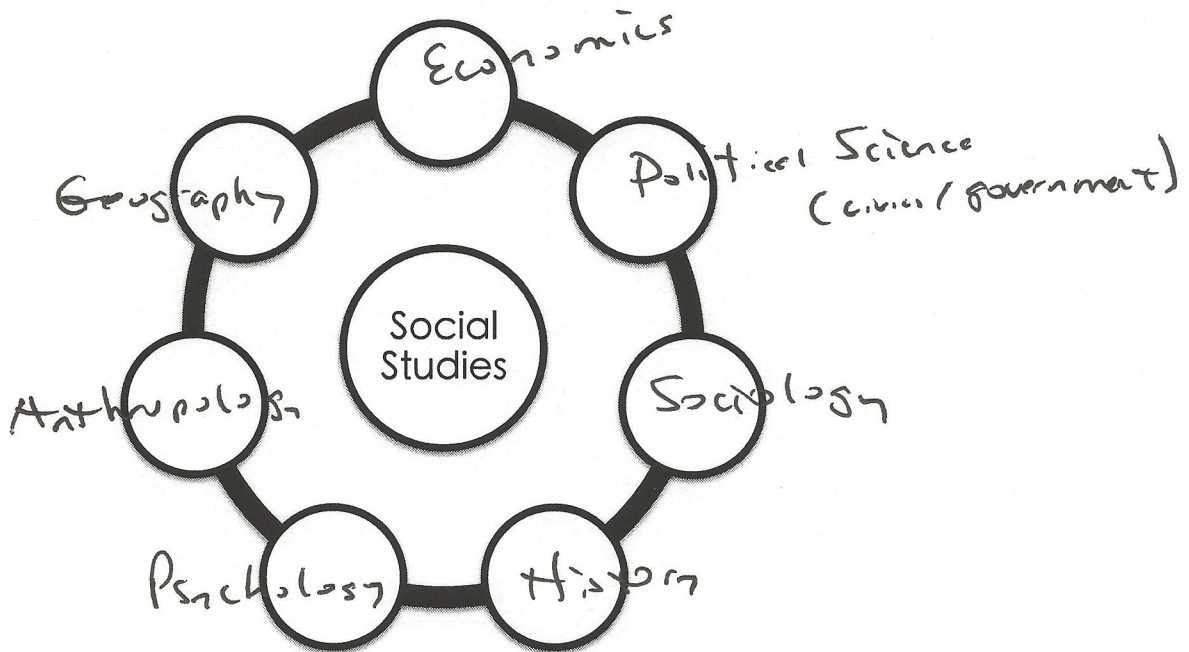 Economics
Political Science
(civics/government)
Geography
Social
Studies
Anthropology
Sociology
Psychology
History